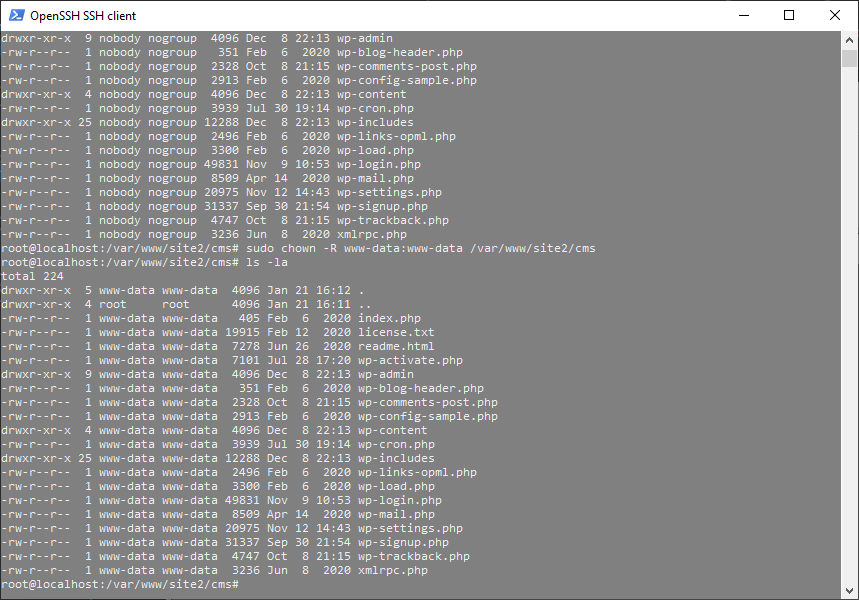 OpenSSH SSH client
drwxr-xr-x  9 nobody nogroup  4096 Dec  8 22:13 wp-admin
-rw-r--r--  1 nobody nogroup   351 Feb  6  2020 wp-blog-header.php
-rw-r--r--  1 nobody nogroup  2328 Oct  8 21:15 wp-comments-post.php
-rw-r--r--  1 nobody nogroup  2913 Feb  6  2020 wp-config-sample.php
drwxr-xr-x  4 nobody nogroup  4096 Dec  8 22:13 wp-content
-rw-r--r--  1 nobody nogroup  3939 Jul 30 19:14 wp-cron.php
drwxr-xr-x 25 nobody nogroup 12288 Dec  8 22:13 wp-includes
-rw-r--r--  1 nobody nogroup  2496 Feb  6  2020 wp-links-opml.php
-rw-r--r--  1 nobody nogroup  3300 Feb  6  2020 wp-load.php
-rw-r--r--  1 nobody nogroup 49831 Nov  9 10:53 wp-login.php
-rw-r--r--  1 nobody nogroup  8509 Apr 14  2020 wp-mail.php
-rw-r--r--  1 nobody nogroup 20975 Nov 12 14:43 wp-settings.php
-rw-r--r--  1 nobody nogroup 31337 Sep 30 21:54 wp-signup.php
-rw-r--r--  1 nobody nogroup  4747 Oct  8 21:15 wp-trackback.php
-rw-r--r--  1 nobody nogroup  3236 Jun  8  2020 xmlrpc.php
root@localhost:/var/www/site2/cms# sudo chown -R www-data:www-data /var/www/site2/cms
root@localhost:/var/www/site2/cms# ls -la
total 224
drwxr-xr-x  5 www-data www-data  4096 Jan 21 16:12 .
drwxr-xr-x  4 root     root      4096 Jan 21 16:11 ..
-rw-r--r--  1 www-data www-data   405 Feb  6  2020 index.php
-rw-r--r--  1 www-data www-data 19915 Feb 12  2020 license.txt
-rw-r--r--  1 www-data www-data  7278 Jun 26  2020 readme.html
-rw-r--r--  1 www-data www-data  7101 Jul 28 17:20 wp-activate.php
drwxr-xr-x  9 www-data www-data  4096 Dec  8 22:13 wp-admin
-rw-r--r--  1 www-data www-data   351 Feb  6  2020 wp-blog-header.php
-rw-r--r--  1 www-data www-data  2328 Oct  8 21:15 wp-comments-post.php
-rw-r--r--  1 www-data www-data  2913 Feb  6  2020 wp-config-sample.php
drwxr-xr-x  4 www-data www-data  4096 Dec  8 22:13 wp-content
-rw-r--r--  1 www-data www-data  3939 Jul 30 19:14 wp-cron.php
drwxr-xr-x 25 www-data www-data 12288 Dec  8 22:13 wp-includes
-rw-r--r--  1 www-data www-data  2496 Feb  6  2020 wp-links-opml.php
-rw-r--r--  1 www-data www-data  3300 Feb  6  2020 wp-load.php
-rw-r--r--  1 www-data www-data 49831 Nov  9 10:53 wp-login.php
-rw-r--r--  1 www-data www-data  8509 Apr 14  2020 wp-mail.php
-rw-r--r--  1 www-data www-data 20975 Nov 12 14:43 wp-settings.php
-rw-r--r--  1 www-data www-data 31337 Sep 30 21:54 wp-signup.php
-rw-r--r--  1 www-data www-data  4747 Oct  8 21:15 wp-trackback.php
-rw-r--r--  1 www-data www-data  3236 Jun  8  2020 xmlrpc.php
root@localhost:/var/www/site2/cms#